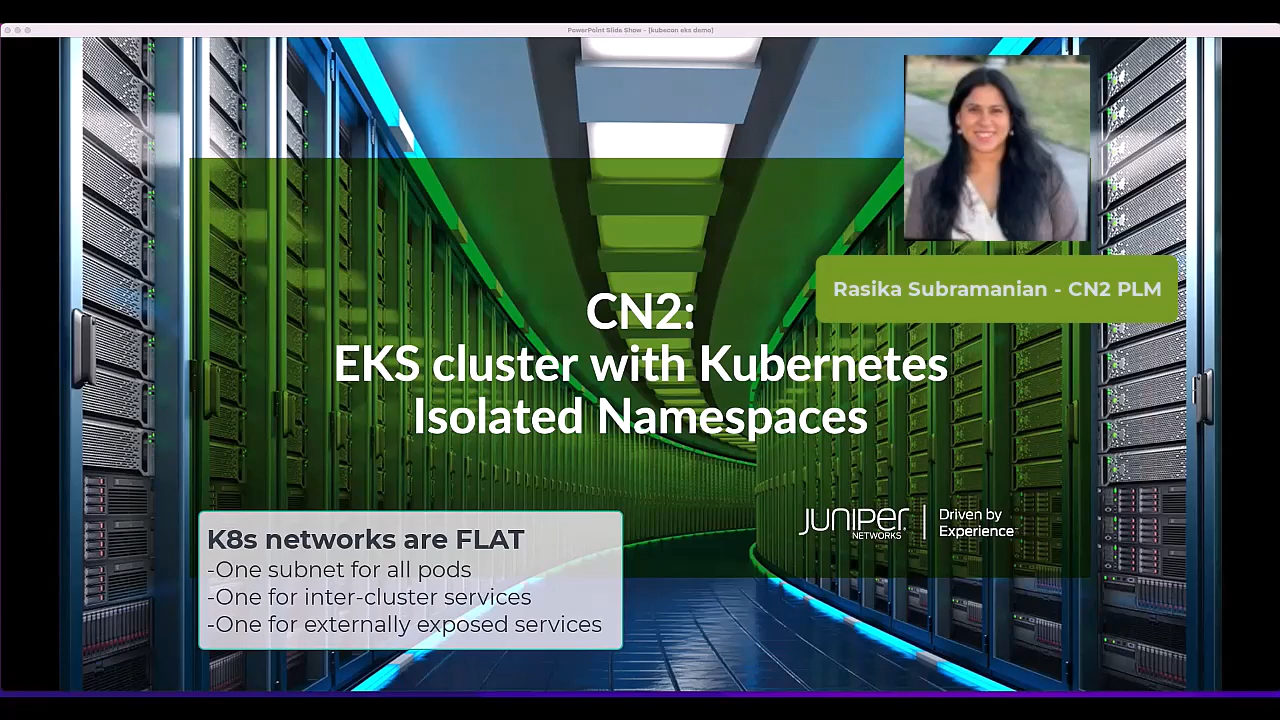 PowerPoint Slide Show - [kubecon eks demo]
Rasika Subramanian - CN2 PLM
CN2:
EKS cluster with Kubernetes
Isolated Namespaces
JUNIPER
NETWORKS
Driven by
Experience™
K8s networks are FLAT
-One subnet for all pods
-One for inter-cluster services
-One for externally exposed services